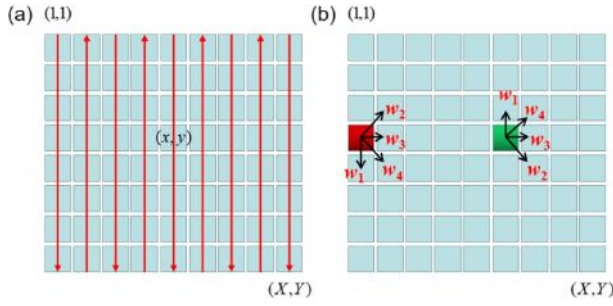 (a) (1,1)
(x, y)
(X,Y)
(b) (1,1)
w₂
w₃
w₁ w₄
w₁
w₄
w₃
w₂
(X,Y)